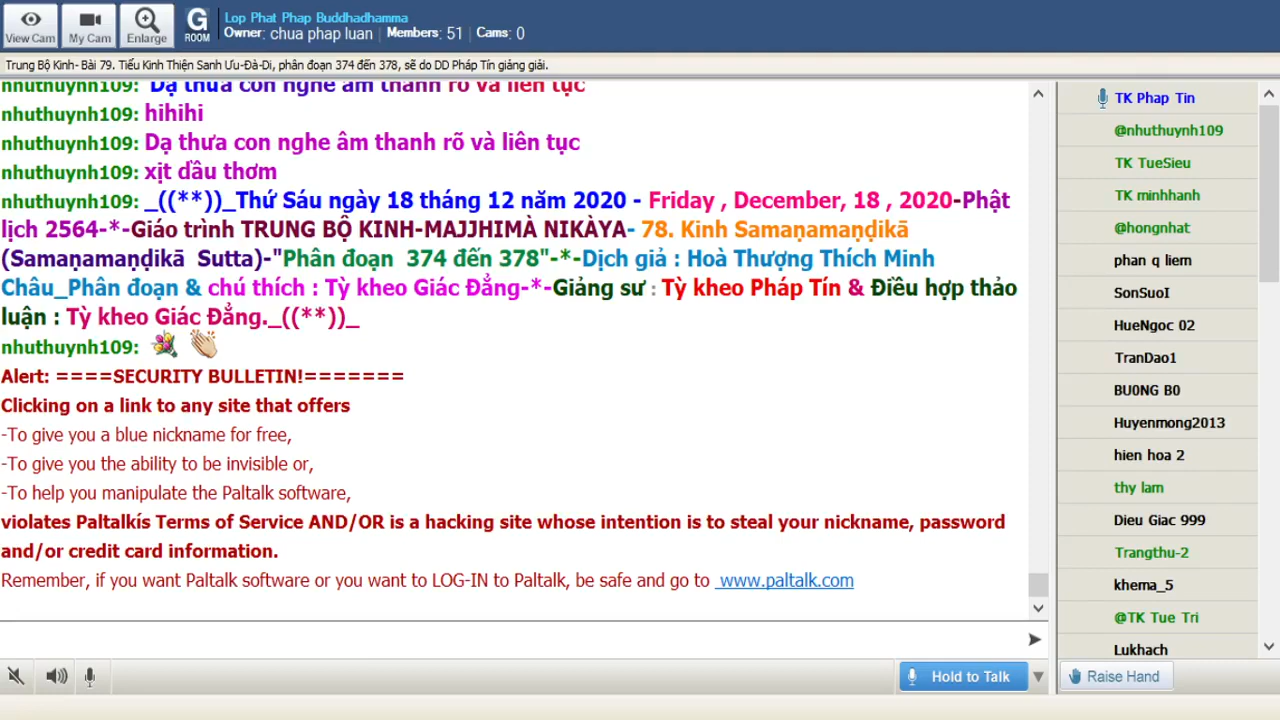 View Cam
My Cam
Enlarge
G
ROOM
Lop Phat Phap Buddhadhamma
Owner: chua phap luan | Members: 51 | Cams: 0
Trung Bộ Kinh- Bài 79. Tiểu Kinh Thiện Sanh Ưu-Đà-Di, phân đoạn 374 đến 378, sẽ do DD Pháp Tín giảng giải.
nhuthuynh109: Dạ thưa con nghe âm thanh rõ và liên tục
nhuthuynh109: hihihi
nhuthuynh109: Dạ thưa con nghe âm thanh rõ và liên tục
nhuthuynh109: xịt dầu thơm
nhuthuynh109: _((**))_Thứ Sáu ngày 18 tháng 12 năm 2020 - Friday , December, 18 , 2020-Phật
lịch 2564-*-Giáo trình TRUNG BỘ KINH-MAJJHIMÀ NIKÀYA- 78. Kinh Samaṇamaṇḍikā
(Samaṇamaṇḍikā Sutta)-"Phân đoạn 374 đến 378"-*-Dịch giả : Hoà Thượng Thích Minh
Châu_Phân đoạn & chú thích : Tỳ kheo Giác Đẳng-*-Giảng sư : Tỳ kheo Pháp Tín & Điều hợp thảo
luận : Tỳ kheo Giác Đẳng._((**))_
nhuthuynh109:
Alert: ====SECURITY BULLETIN!=======
Clicking on a link to any site that offers
-To give you a blue nickname for free,
-To give you the ability to be invisible or,
-To help you manipulate the Paltalk software,
violates Paltalkís Terms of Service AND/OR is a hacking site whose intention is to steal your nickname, password
and/or credit card information.
Remember, if you want Paltalk software or you want to LOG-IN to Paltalk, be safe and go to www.paltalk.com
Hold to Talk
TK Phap Tin
@nhuthuynh109
TK TueSieu
TK minhhanh
@hongnhat
phan q liem
SonSuoI
HueNgoc 02
TranDao1
BU0NG B0
Huyenmong2013
hien hoa 2
thy lam
Dieu Giac 999
Trangthu-2
khema_5
@TK Tue Tri
Lukhach
Raise Hand